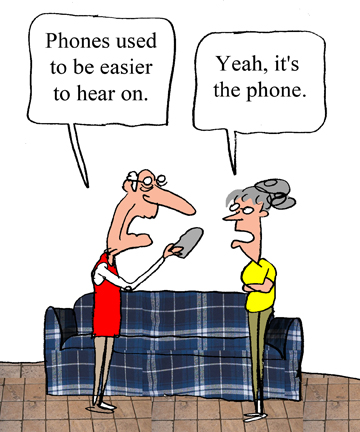 Phones used
to be easier
to hear on.
Yeah, it's
the phone.